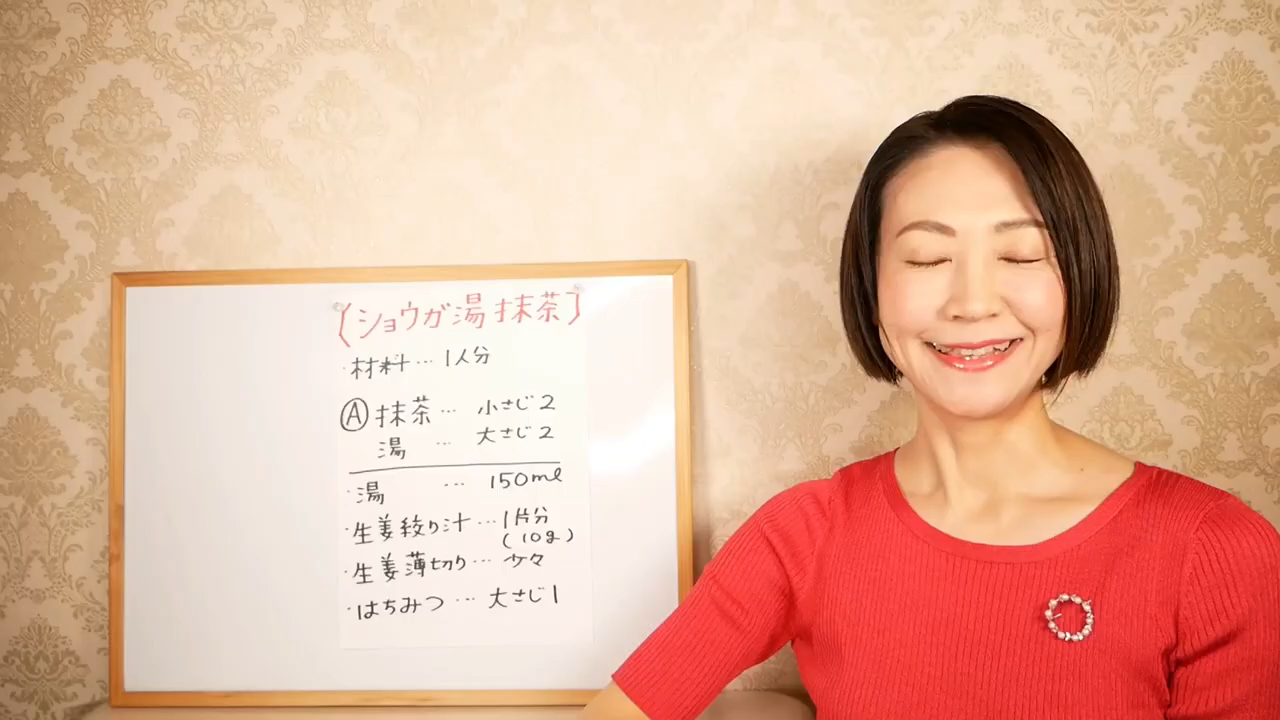 〔ショウガ湯抹茶〕
・材料…1人分
Ⓐ抹茶…小さじ2
湯…大さじ2
・湯…150ml
・生姜絞り汁…1片分
(10g)
・生姜薄切り…少々
・はちみつ…大さじ1